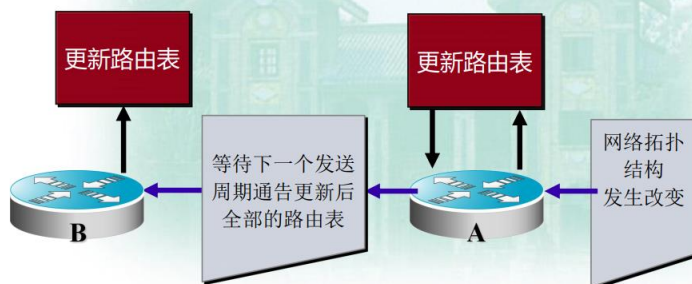 更新路由表
更新路由表
等待下一个发送
周期通告更新后
全部的路由表
网络拓扑
结构
发生改变
B
A